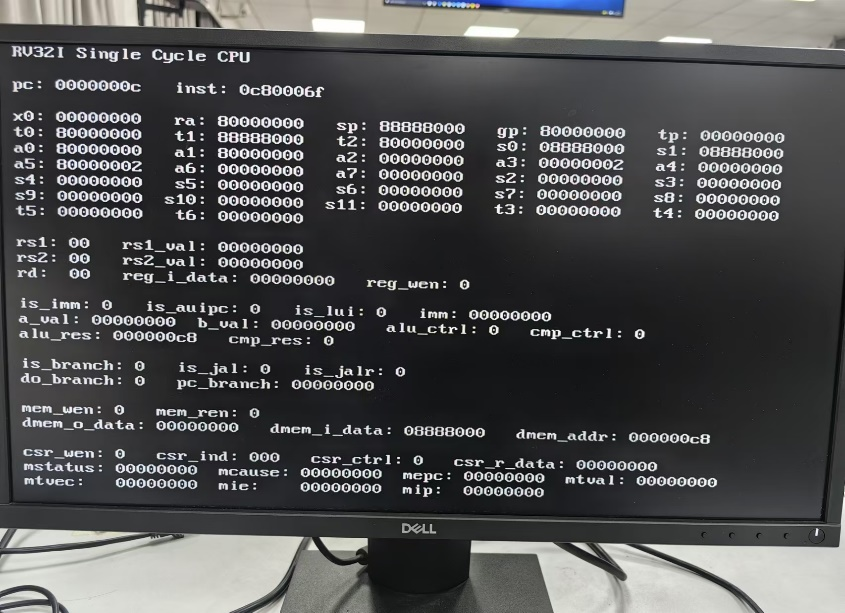 RV32I Single Cycle CPU
pc: 0000000c inst: 0c80006f
x0: 00000000 ra: 80000000 sp: 88888000 gp: 80000000 tp: 00000000
t0: 80000000 t1: 88888000 t2: 80000000 s0: 08888000 s1: 08888000
a0: 80000000 a1: 80000000 a2: 00000000 a3: 00000002 a4: 00000000
a5: 80000002 a6: 00000000 a7: 00000000 s2: 00000000 s3: 00000000
s4: 00000000 s5: 00000000 s6: 00000000 s7: 00000000 s8: 00000000
s9: 00000000 s10: 00000000 s11: 00000000 t3: 00000000 t4: 00000000
t5: 00000000 t6: 00000000
rs1: 00 rs1_val: 00000000
rs2: 00 rs2_val: 00000000
rd: 00 reg_i_data: 00000000 reg_wen: 0
is_imm: 0 is_auipc: 0 is_lui: 0 imm: 00000000
a_val: 00000000 b_val: 00000000 alu_ctrl: 0 cmp_ctrl: 0
alu_res: 000000c8 cmp_res: 0
is_branch: 0 is_jal: 0 is_jalr: 0
do_branch: 0 pc_branch: 00000000
mem_wen: 0 mem_ren: 0
dmem_o_data: 00000000 dmem_i_data: 08888000 dmem_addr: 000000c8
csr_wen: 0 csr_ind: 000 csr_ctrl: 0 csr_r_data: 00000000
mstatus: 00000000 mcause: 00000000 mepc: 00000000 mtval: 00000000
mtvec: 00000000 mie: 00000000 mip: 00000000
DELL